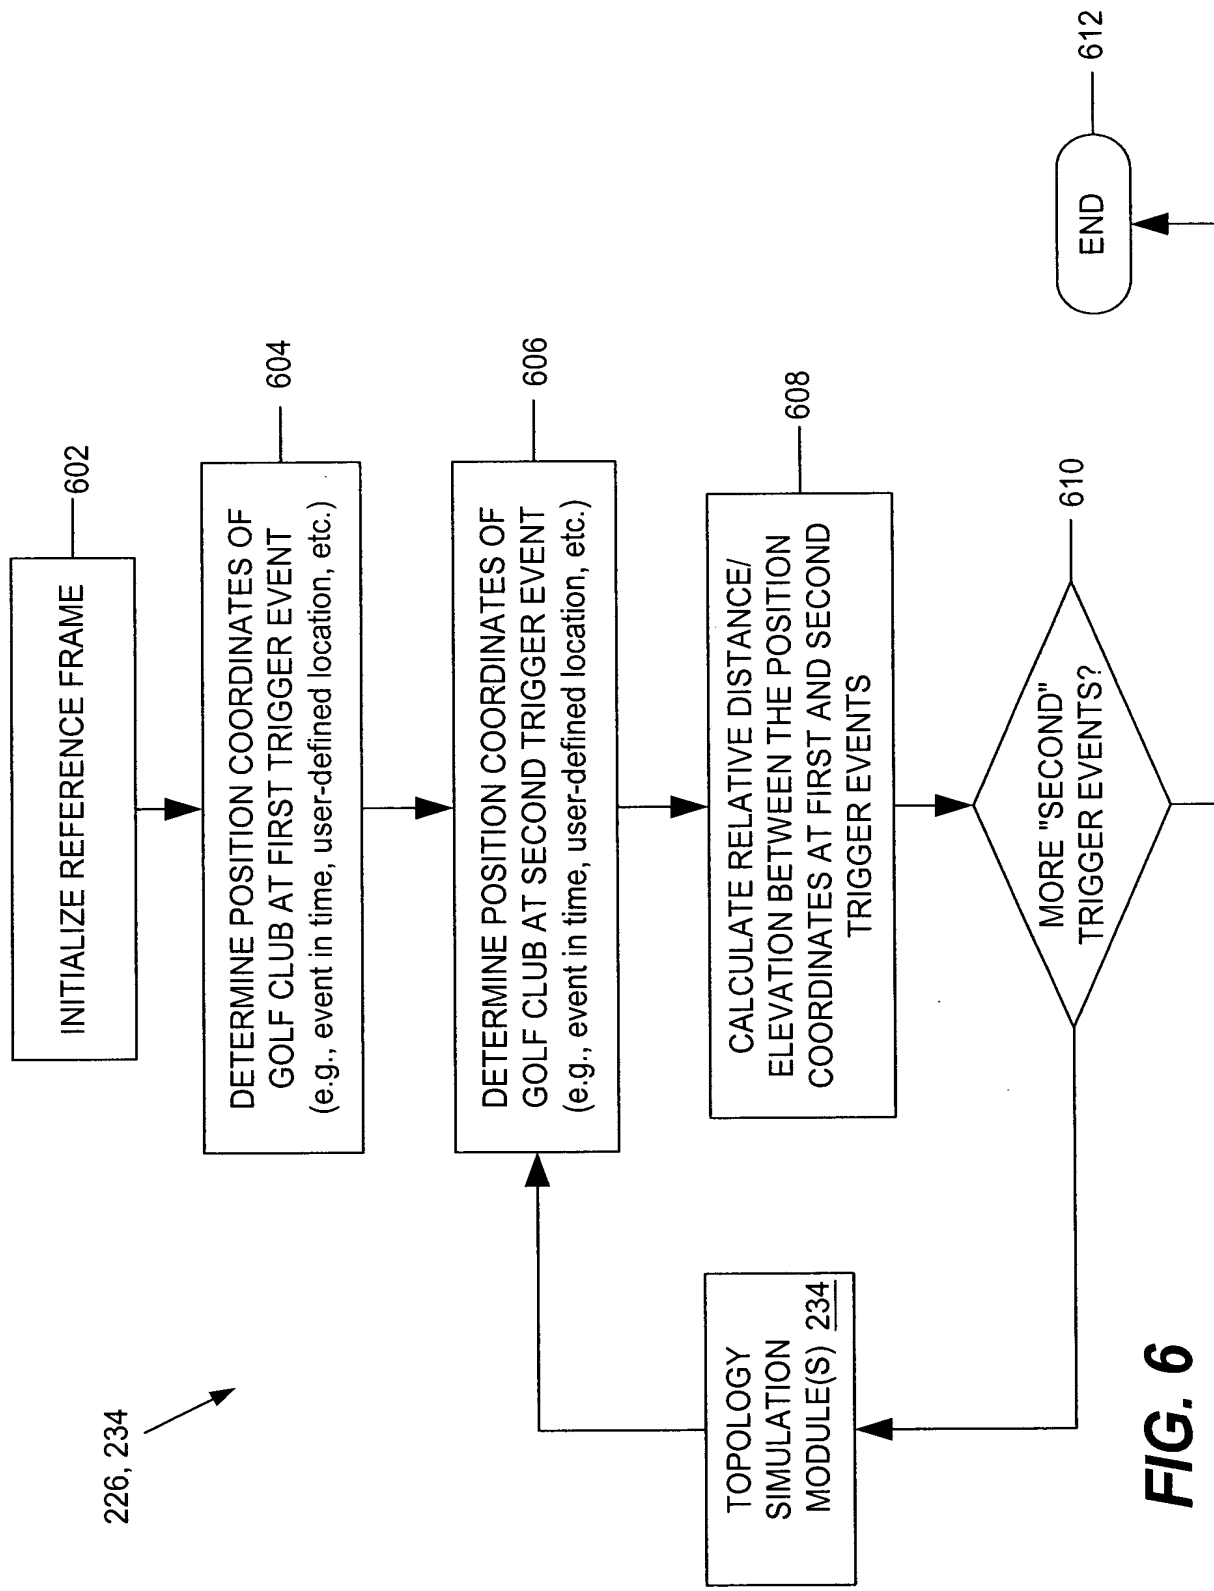 226, 234
INITIALIZE REFERENCE FRAME
602
DETERMINE POSITION COORDINATES OF
GOLF CLUB AT FIRST TRIGGER EVENT
(e.g., event in time, user-defined location, etc.)
604
DETERMINE POSITION COORDINATES OF
GOLF CLUB AT SECOND TRIGGER EVENT
(e.g., event in time, user-defined location, etc.)
606
CALCULATE RELATIVE DISTANCE/
ELEVATION BETWEEN THE POSITION
COORDINATES AT FIRST AND SECOND
TRIGGER EVENTS
608
TOPOLOGY
SIMULATION
MODULE(S) 234
MORE "SECOND"
TRIGGER EVENTS?
610
END
612
FIG. 6